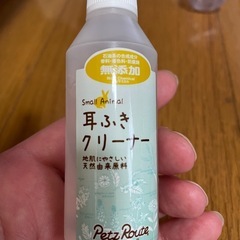 無添加
Small Animal
耳ふき
クリーナー
地肌にやさしい
天然由来原料
Petz Route